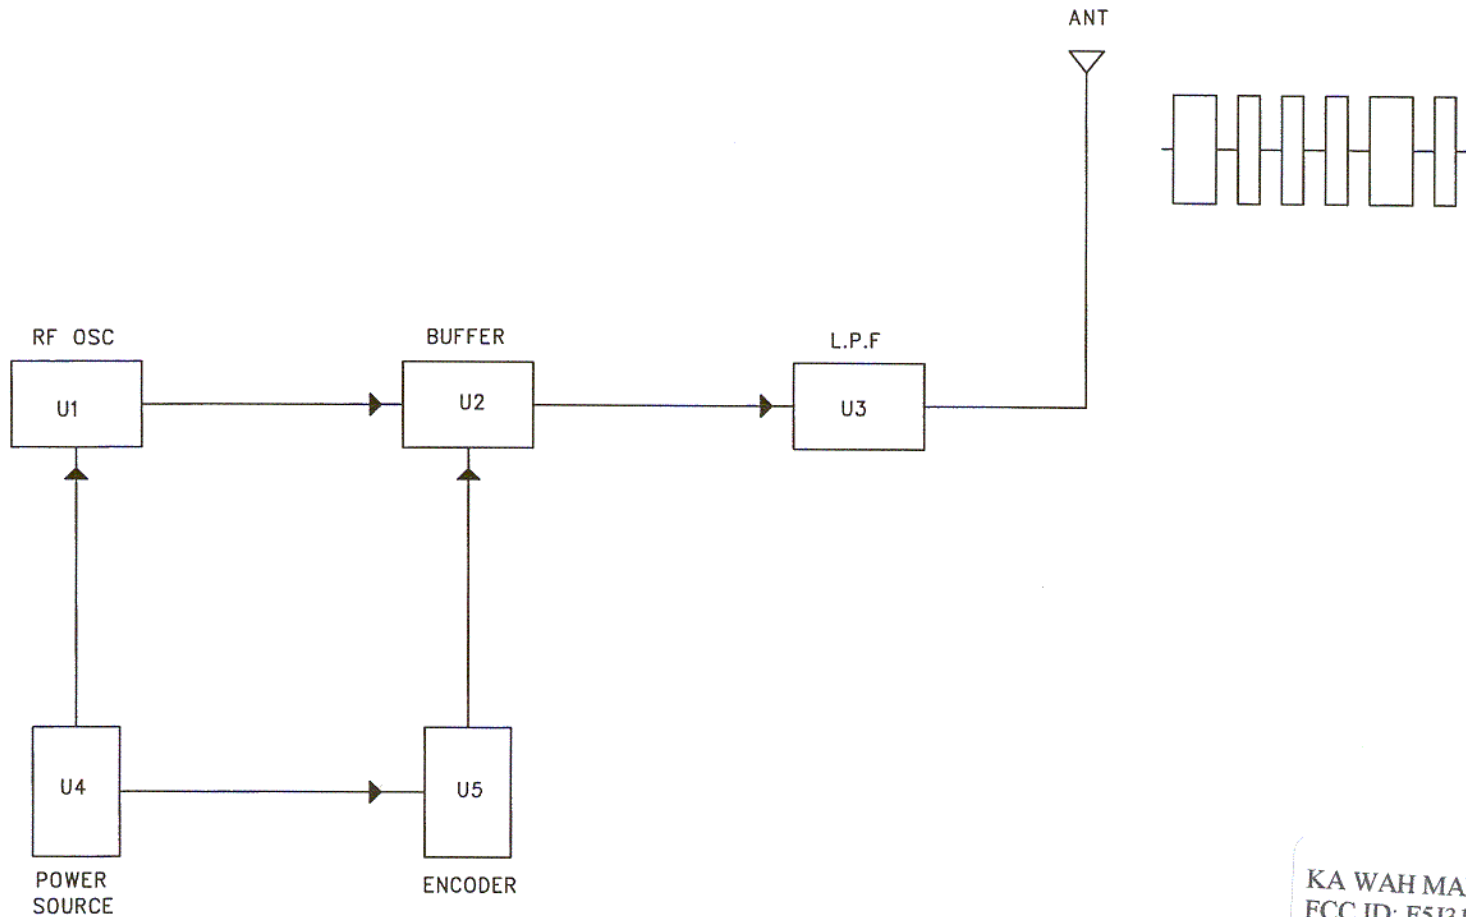 ANT
RF OSC
BUFFER
L.P.F
U1
U2
U3
U4
U5
POWER
SOURCE
ENCODER
KA WAH MA